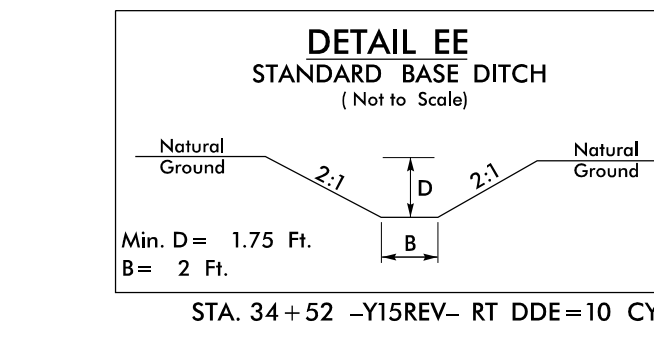 DETAIL EE
STANDARD BASE DITCH
( Not to Scale)
Natural
Ground
2:1
D
2:1
Natural
Ground
Min. D = 1.75 Ft.
B
B= 2 Ft.
STA. 34+52 -Y15REV- RT DDE=10 CY